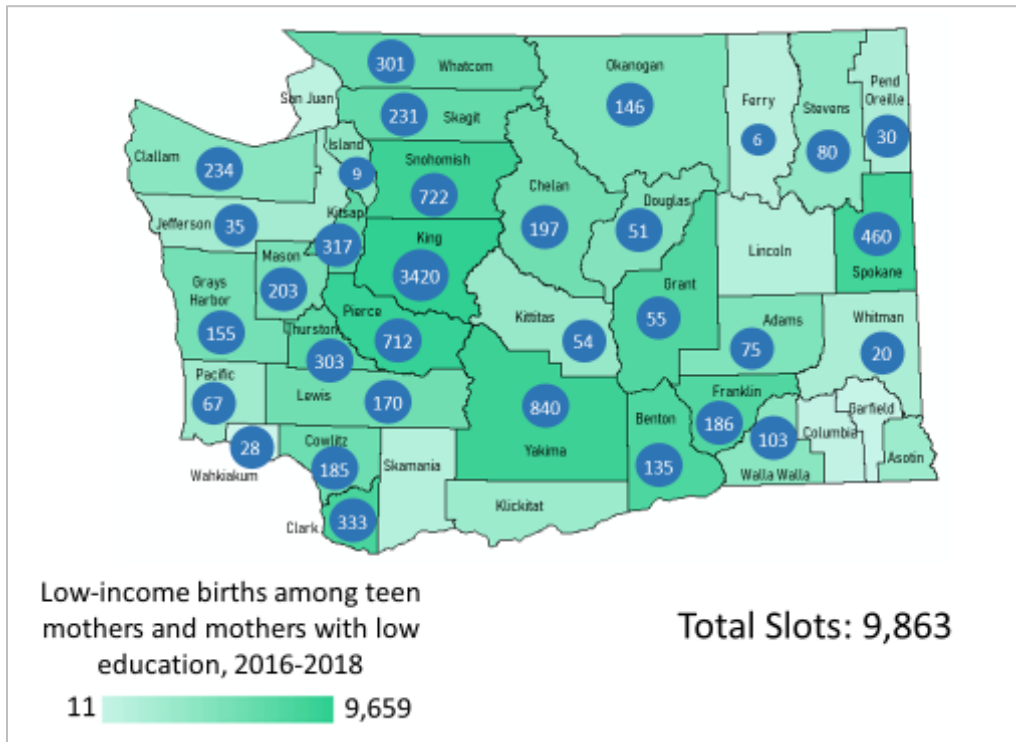 301
Whatcom
Okanogan
146
San Juan
231
Skagit
Ferry
6
Stevens
80
Pend
Oreille
30
Clallam
234
Island
9
Snohomish
722
Chelan
197
Douglas
51
Jefferson
35
Kitsap
317
King
3420
Lincoln
460
Spokane
Mason
203
Grays
Harbor
155
Grant
55
Pierce
712
Kittitas
54
Adams
75
Whitman
20
Thurston
303
Pacific
67
Lewis
170
840
Yakima
Benton
135
Franklin
186
103
Walla Walla
Columbia
Garfield
Asotin
28
Wahkiakum
Cowlitz
185
Skamania
Klickitat
Clark
333
Low-income births among teen
mothers and mothers with low
education, 2016-2018
11
9,659
Total Slots: 9,863